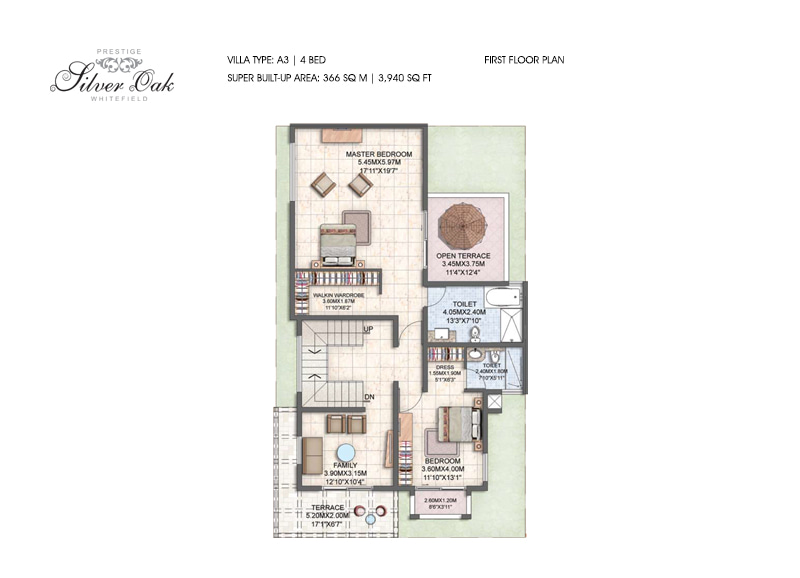 PRESTIGE
Silver Oak
WHITEFIELD
VILLA TYPE: A3 | 4 BED
SUPER BUILT-UP AREA: 366 SQ M | 3,940 SQ FT
FIRST FLOOR PLAN
MASTER BEDROOM
5.45MX5.97M
17'11"X19'7"
OPEN TERRACE
3.45MX3.75M
11'4"X12'4"
WALKIN WARDROBE
3.60MX1.87M
11'10"X6'2"
TOILET
4.05MX2.40M
13'3"X7'10"
UP
DRESS
1.55MX1.90M
5'1"X6'3"
TOILET
2.40MX1.80M
7'10"X5'11"
DN
BEDROOM
3.60MX4.00M
11'10"X13'1"
FAMILY
3.90MX3.15M
12'10"X10'4"
2.60MX1.20M
8'6"X3'11"
TERRACE
5.20MX2.00M
17'1"X6'7"